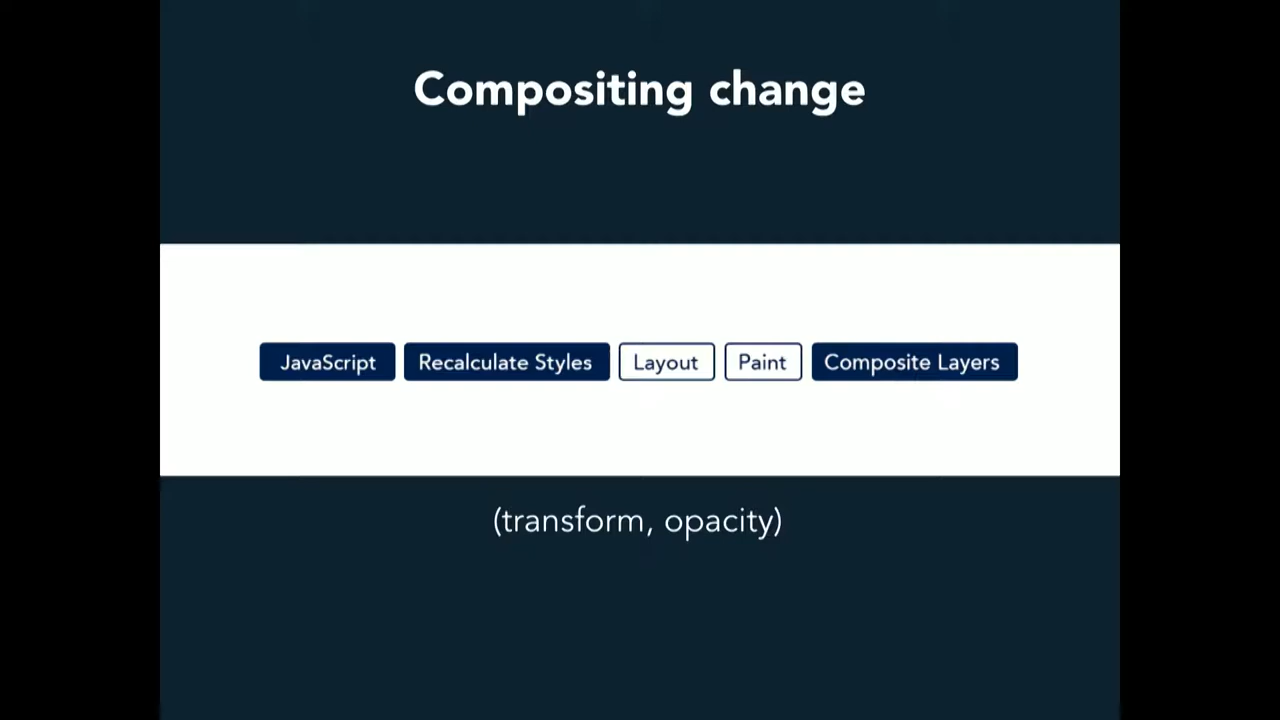 Compositing change
JavaScript Recalculate Styles Layout Paint Composite Layers
(transform, opacity)